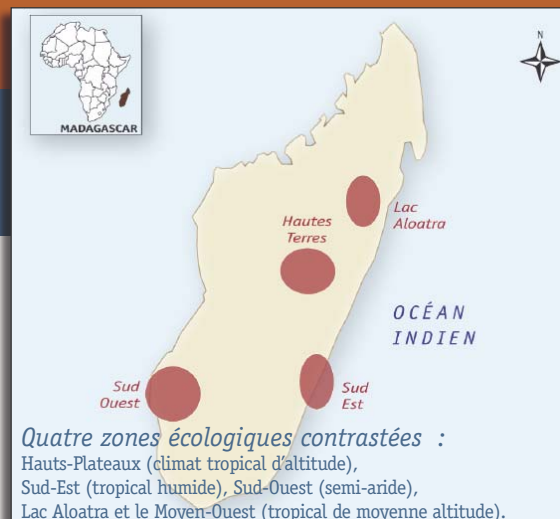 MADAGASCAR
N
Lac
Aloatra
Hautes
Terres
OCÉAN
INDIEN
Sud
Ouest
Sud
Est
Quatre zones écologiques contrastées :
Hauts-Plateaux (climat tropical d'altitude),
Sud-Est (tropical humide), Sud-Ouest (semi-aride),
Lac Aloatra et le Moyen-Ouest (tropical de moyenne altitude).